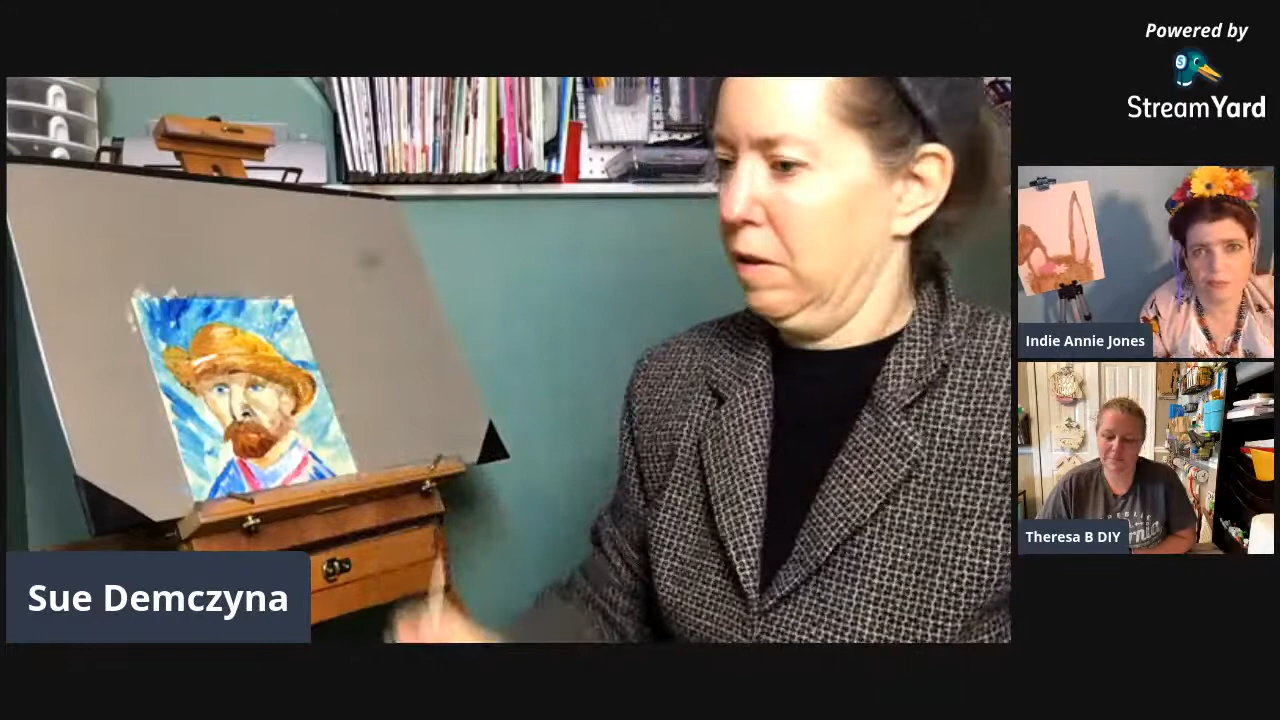 Powered by
StreamYard
Indie Annie Jones
Theresa B DIY
Sue Demczyna